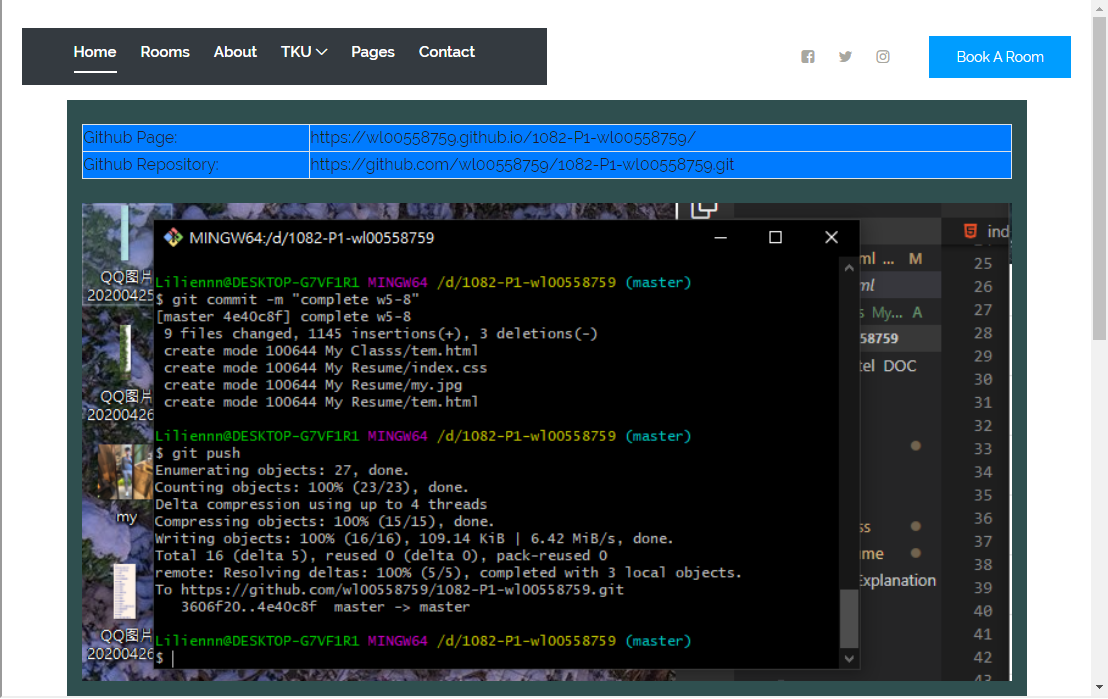 Home Rooms About TKU Pages Contact
Book A Room
Github Page: https://wl00558759.github.io/1082-P1-wl00558759/
Github Repository: https://github.com/wl00558759/1082-P1-wl00558759.git
QQ图片
20200425
QQ图片
20200426
my
QQ图片
20200426
MINGW64:/d/1082-P1-wl00558759
Liliennn@DESKTOP-G7VF1R1 MINGW64 /d/1082-P1-wl00558759 (master)
$ git commit -m "complete w5-8"
[master 4e40c8f] complete w5-8
9 files changed, 1145 insertions(+), 3 deletions(-)
create mode 100644 My Classs/tem.html
create mode 100644 My Resume/index.css
create mode 100644 My Resume/my.jpg
create mode 100644 My Resume/tem.html
Liliennn@DESKTOP-G7VF1R1 MINGW64 /d/1082-P1-wl00558759 (master)
$ git push
Enumerating objects: 27, done.
Counting objects: 100% (23/23), done.
Delta compression using up to 4 threads
Compressing objects: 100% (15/15), done.
Writing objects: 100% (16/16), 109.14 KiB | 6.42 MiB/s, done.
Total 16 (delta 5), reused 0 (delta 0), pack-reused 0
remote: Resolving deltas: 100% (5/5), completed with 3 local objects.
To https://github.com/wl00558759/1082-P1-wl00558759.git
3606f20..4e40c8f master -> master
Liliennn@DESKTOP-G7VF1R1 MINGW64 /d/1082-P1-wl00558759 (master)
$
ml ... M
ml
s My... A
58759
tel DOC
ss
ume
Explanation
ind
25
26
27
28
29
30
31
32
33
34
35
36
37
38
39
40
41
42